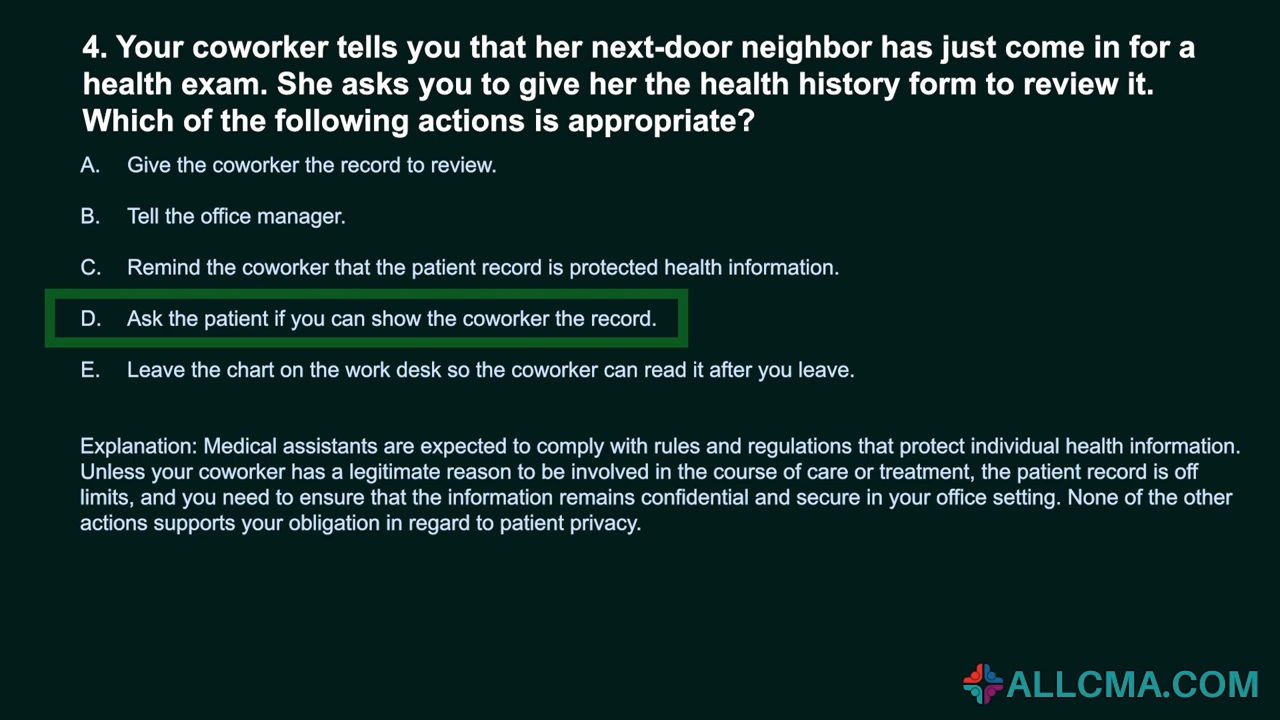 4. Your coworker tells you that her next-door neighbor has just come in for a
health exam. She asks you to give her the health history form to review it.
Which of the following actions is appropriate?
A. Give the coworker the record to review.
B. Tell the office manager.
C. Remind the coworker that the patient record is protected health information.
D. Ask the patient if you can show the coworker the record.
E. Leave the chart on the work desk so the coworker can read it after you leave.
Explanation: Medical assistants are expected to comply with rules and regulations that protect individual health information.
Unless your coworker has a legitimate reason to be involved in the course of care or treatment, the patient record is off
limits, and you need to ensure that the information remains confidential and secure in your office setting. None of the other
actions supports your obligation in regard to patient privacy.
ALLCMA.COM